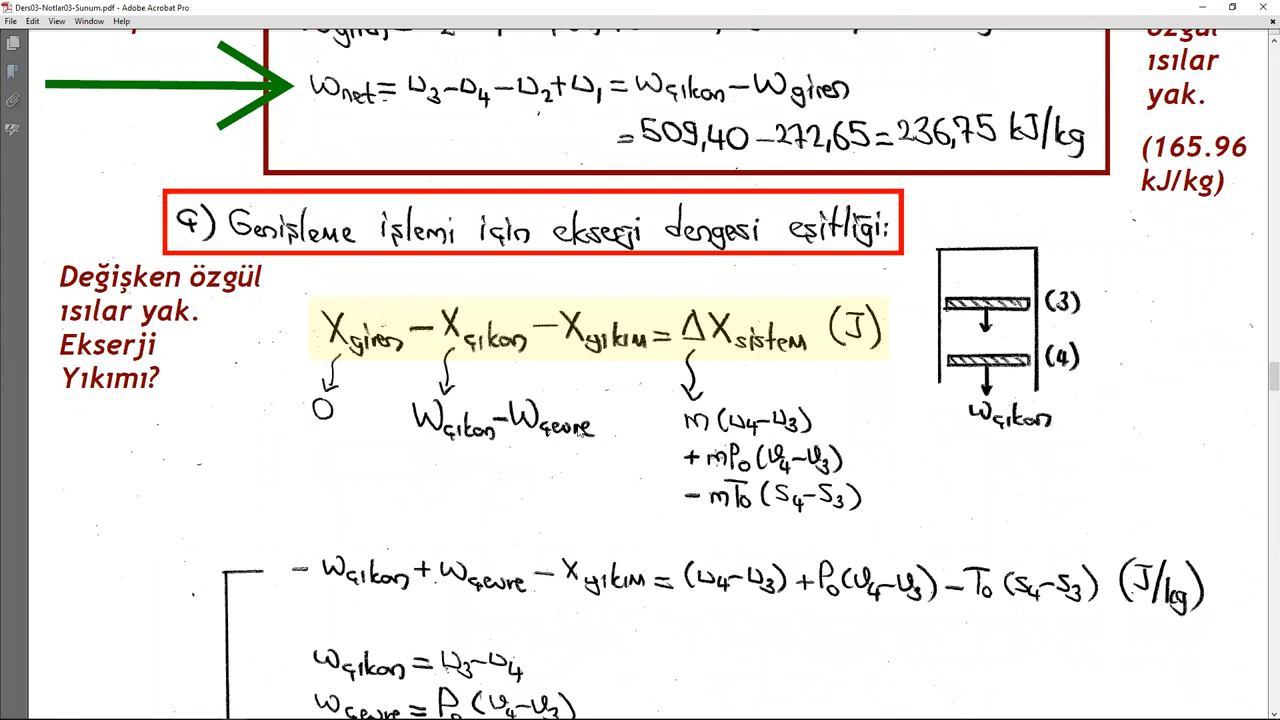 Ders03-Notlar03-Sunum.pdf - Adobe Acrobat Pro
File Edit View Window Help
özgül
ısılar
yak.
(165.96
kJ/kg)
wnet = u3-u4-u2+u1 = wçıkan - wgiren
= 509,40 - 272,65 = 236,75 kJ/kg
ç) Genişleme işlemi için ekserji dengesi eşitliği:
Değişken özgül
ısılar yak.
Ekserji
Yıkımı?
Xgiren - Xçıkan - Xyıkım = ΔXsistem (J)
(3)
(4)
wçıkan
0
Wçıkan - Wçevre
m(u4-u3)
+ mP0(v4-v3)
- mT0(s4-s3)
- wçıkan + wçevre - xyıkım = (u4-u3) + P0(v4-v3) - T0(s4-s3) (J/kg)
wçıkan = u3-u4
wçevre = P0(v4-v3)